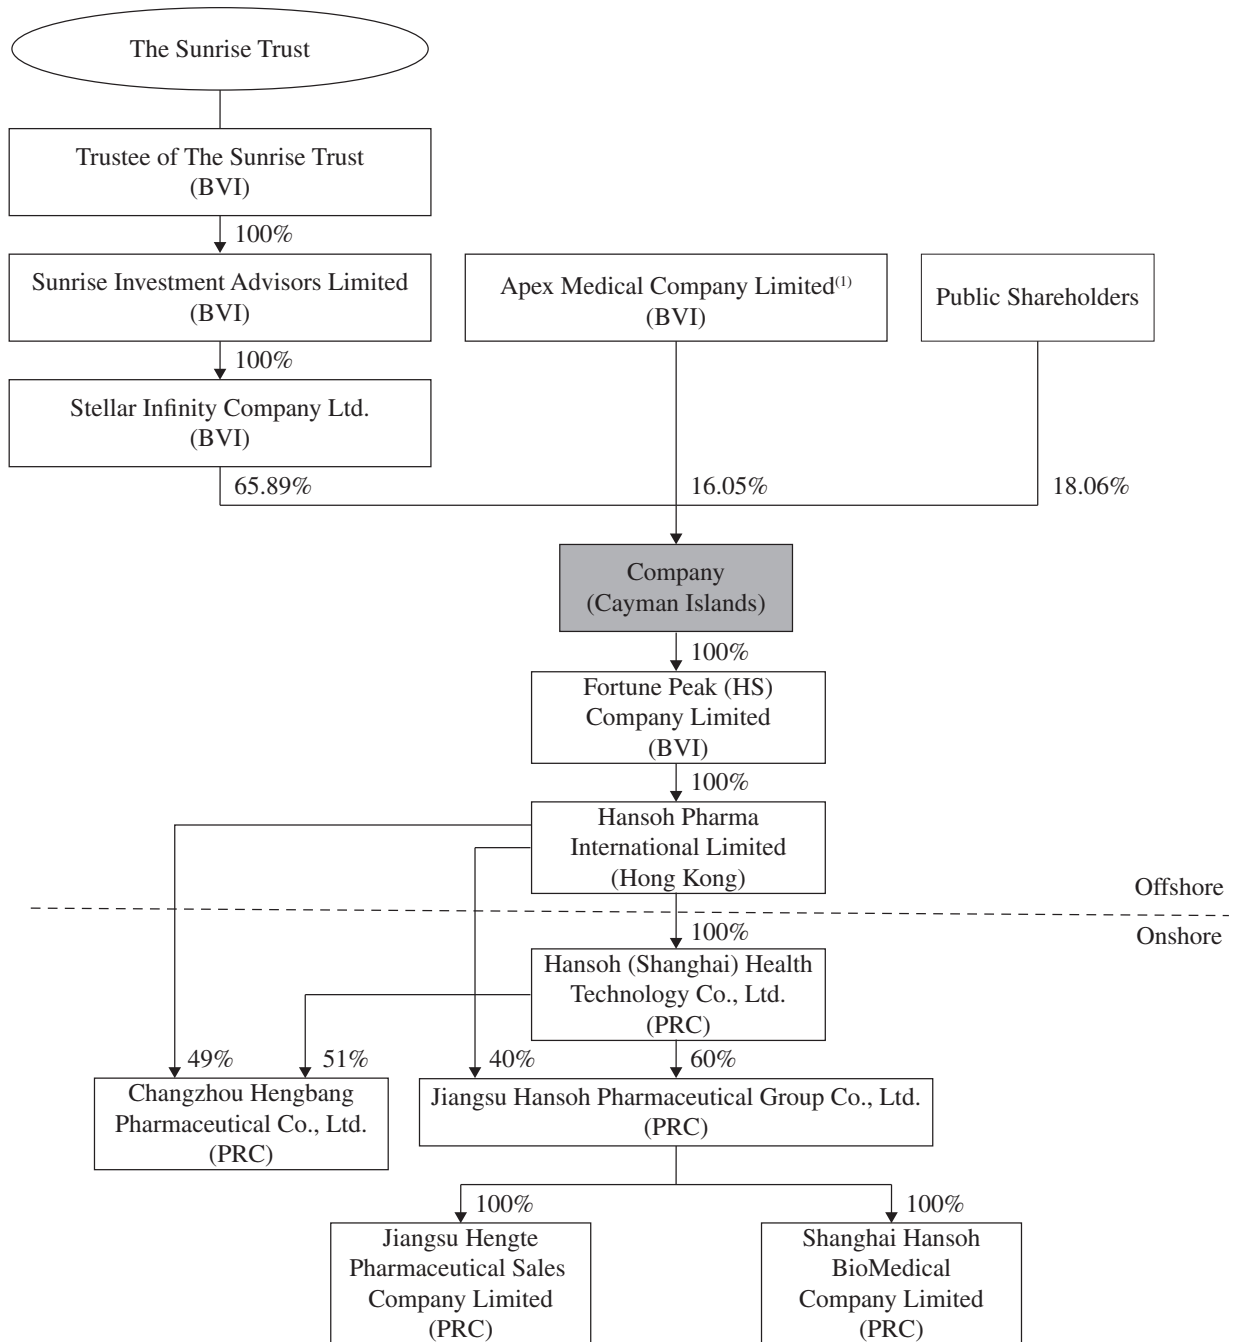 The Sunrise Trust
Trustee of The Sunrise Trust
(BVI)
100%
Sunrise Investment Advisors Limited
(BVI)
Apex Medical Company Limited(1)
(BVI)
Public Shareholders
100%
Stellar Infinity Company Ltd.
(BVI)
65.89%
16.05%
18.06%
Company
(Cayman Islands)
100%
Fortune Peak (HS)
Company Limited
(BVI)
100%
Hansoh Pharma
International Limited
(Hong Kong)
Offshore
Onshore
100%
Hansoh (Shanghai) Health
Technology Co., Ltd.
(PRC)
49%
51%
40%
60%
Changzhou Hengbang
Pharmaceutical Co., Ltd.
(PRC)
Jiangsu Hansoh Pharmaceutical Group Co., Ltd.
(PRC)
100%
100%
Jiangsu Hengte
Pharmaceutical Sales
Company Limited
(PRC)
Shanghai Hansoh
BioMedical
Company Limited
(PRC)